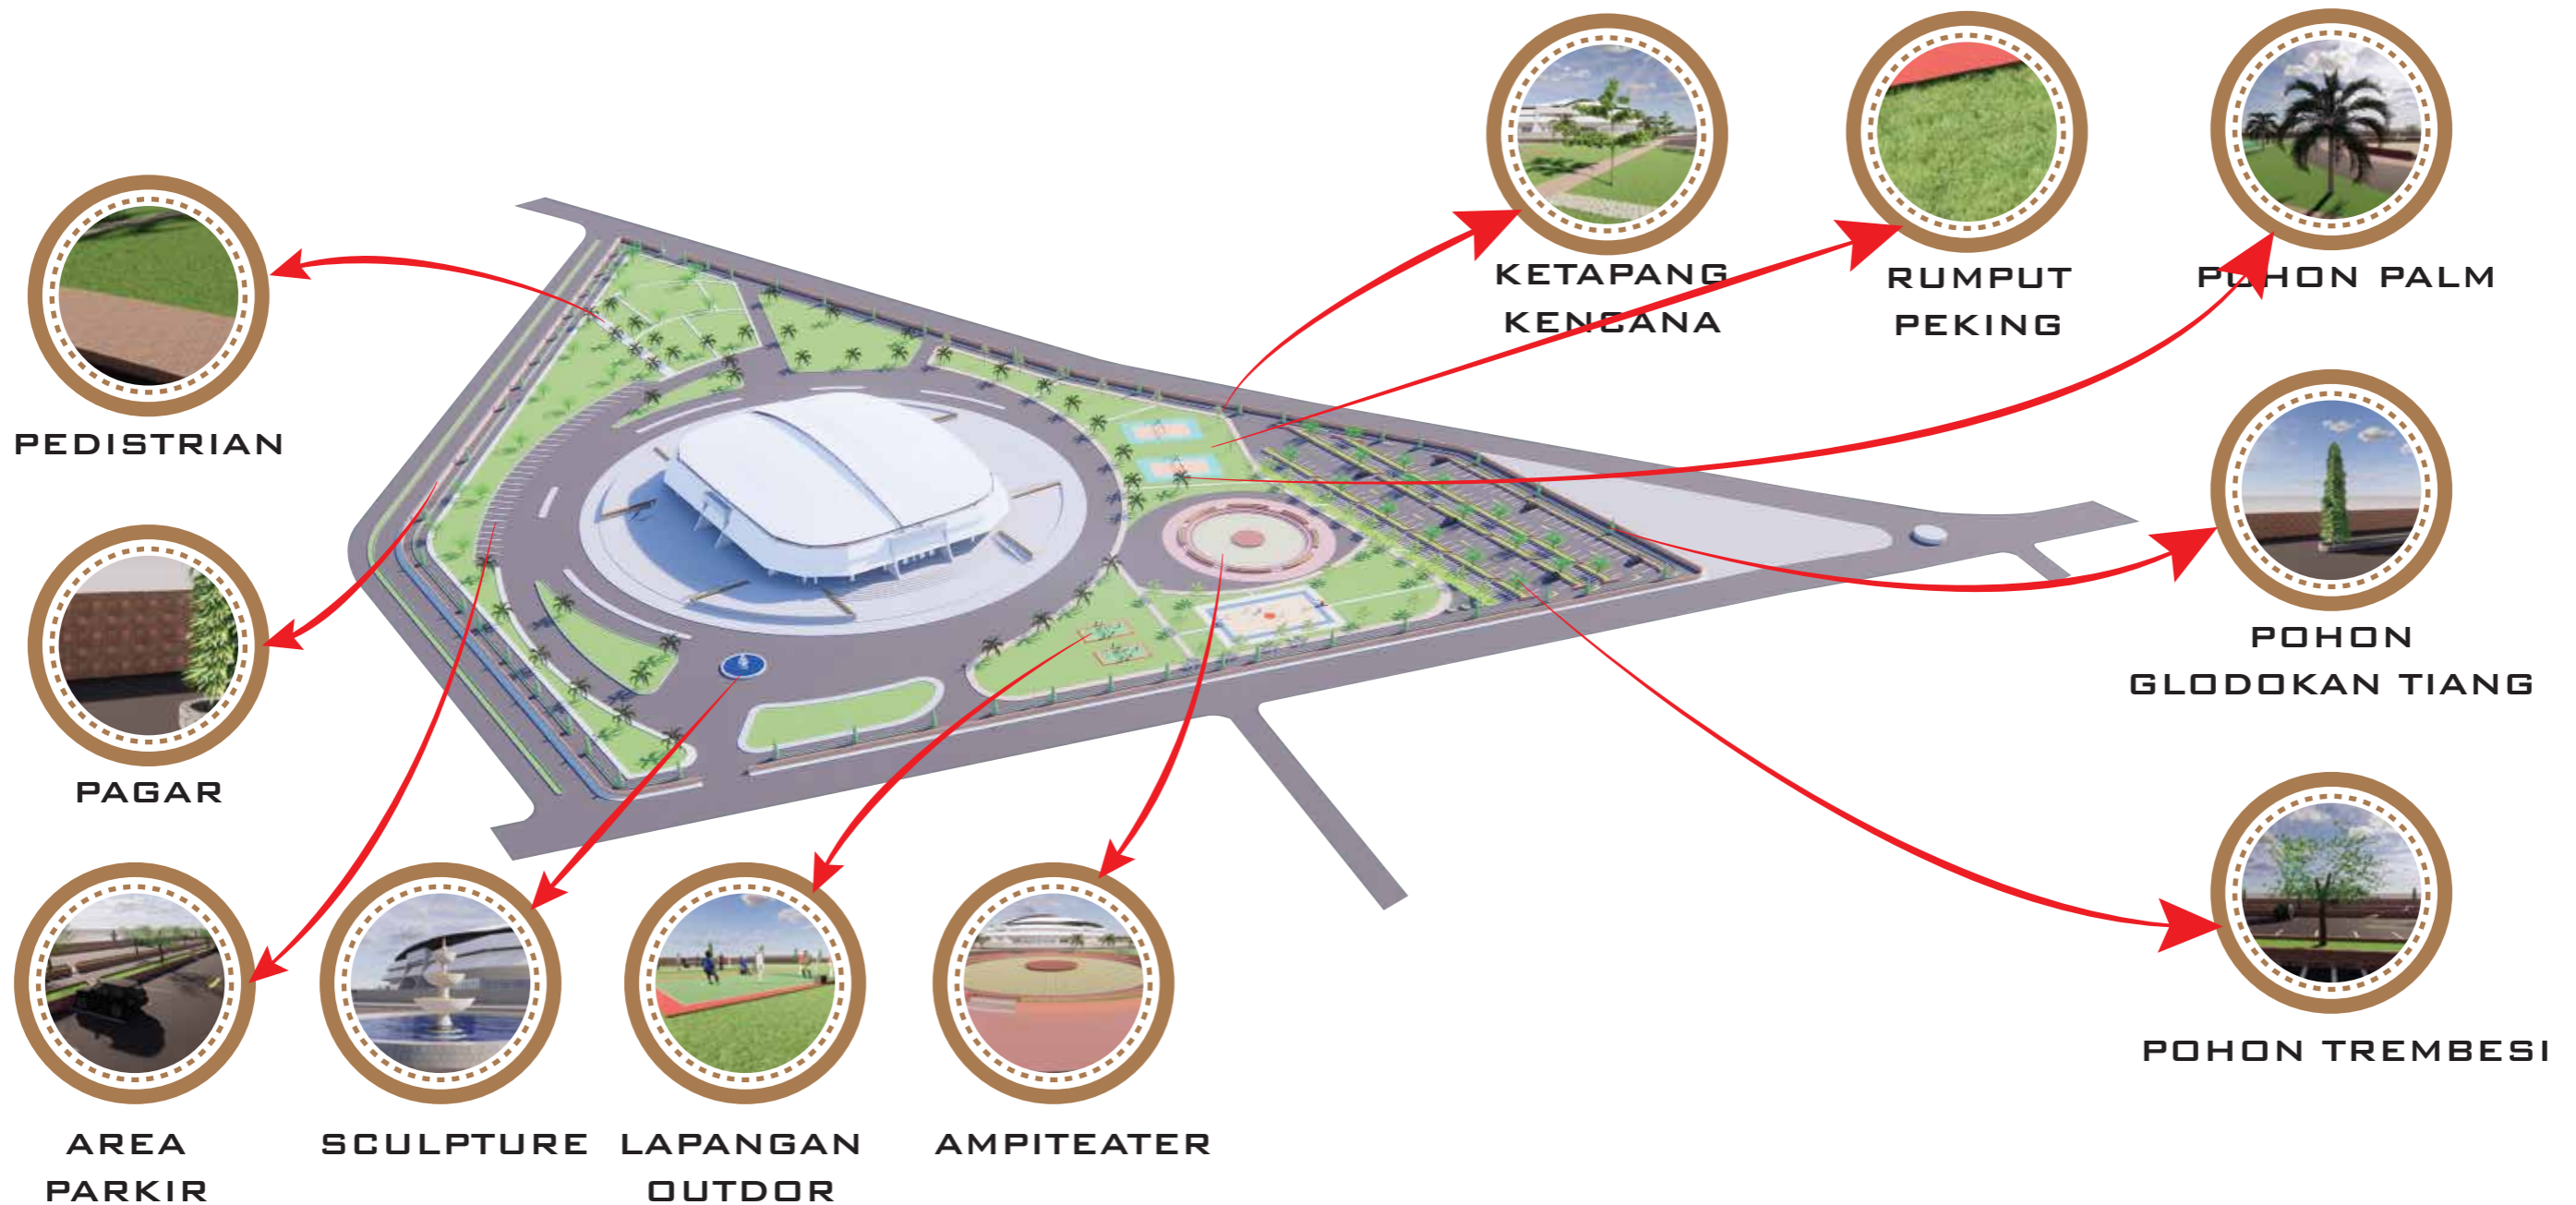 KETAPANG
KENCANA
RUMPUT
PEKING
POHON PALM
PEDISTRIAN
POHON
GLODOKAN TIANG
PAGAR
POHON TREMBESI
AREA
PARKIR
SCULPTURE
LAPANGAN
OUTDOR
AMPITEATER